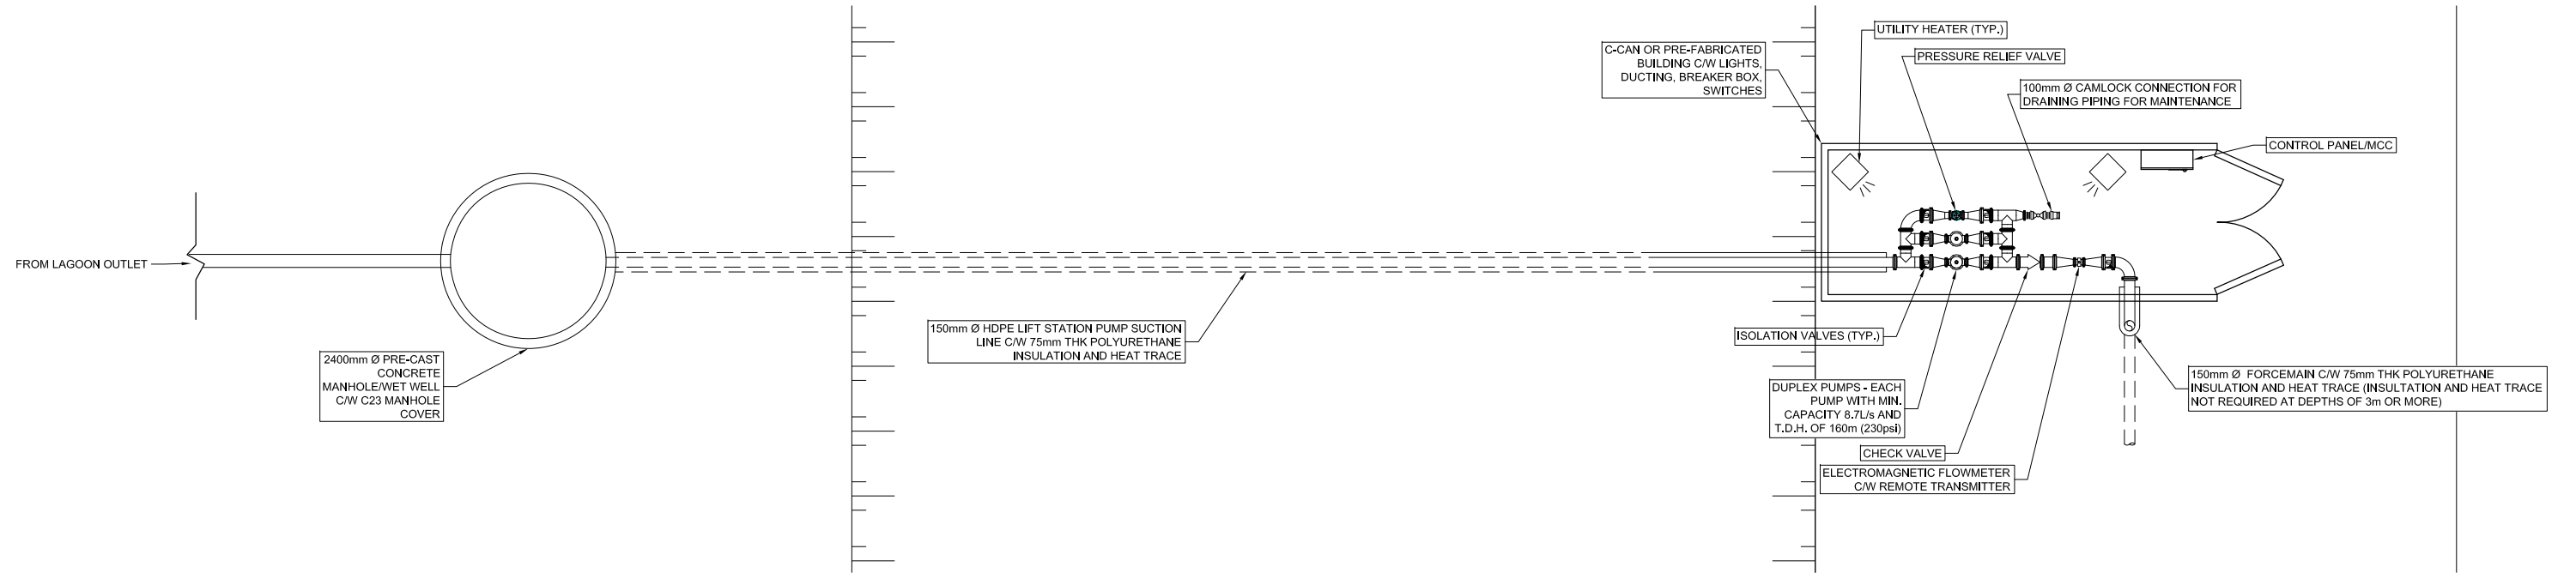 UTILITY HEATER (TYP.)
C-CAN OR PRE-FABRICATED
BUILDING C/W LIGHTS,
DUCTING, BREAKER BOX,
SWITCHES
PRESSURE RELIEF VALVE
100mm Ø CAMLOCK CONNECTION FOR
DRAINING PIPING FOR MAINTENANCE
CONTROL PANEL/MCC
FROM LAGOON OUTLET
150mm Ø HDPE LIFT STATION PUMP SUCTION
LINE C/W 75mm THK POLYURETHANE
INSULATION AND HEAT TRACE
ISOLATION VALVES (TYP.)
2400mm Ø PRE-CAST
CONCRETE
MANHOLE/WET WELL
C/W C23 MANHOLE
COVER
DUPLEX PUMPS - EACH
PUMP WITH MIN.
CAPACITY 8.7L/s AND
T.D.H. OF 160m (230psi)
150mm Ø FORCEMAIN C/W 75mm THK POLYURETHANE
INSULATION AND HEAT TRACE (INSULTATION AND HEAT TRACE
NOT REQUIRED AT DEPTHS OF 3m OR MORE)
CHECK VALVE
ELECTROMAGNETIC FLOWMETER
C/W REMOTE TRANSMITTER